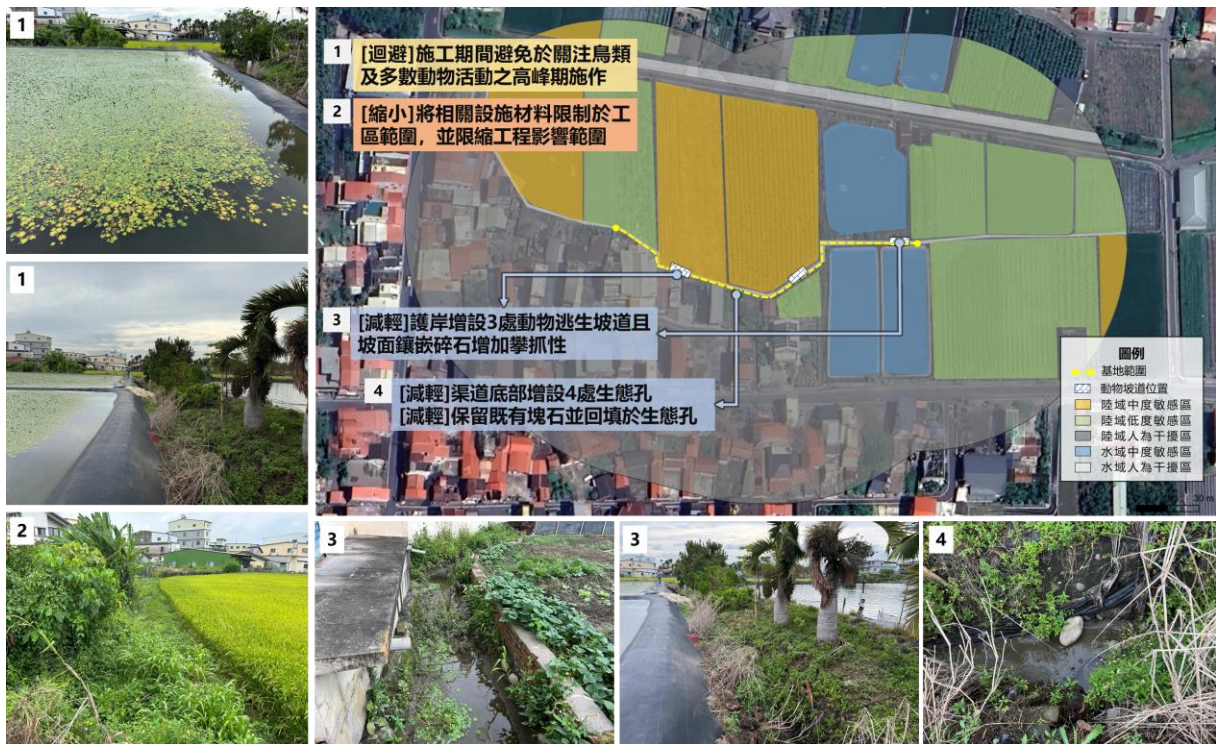 1
1
2
3
3
4
1
[迴避]施工期間避免於關注鳥類
及多數動物活動之高峰期施作
2
[縮小]將相關設施材料限制於工
區範圍，並限縮工程影響範圍
3
[減輕]護岸增設3處動物逃生坡道且
坡面鑲嵌碎石增加攀抓性
4
[減輕]渠道底部增設4處生態孔
[減輕]保留既有塊石並回填於生態孔
圖例
基地範圍
動物坡道位置
陸域中度敏感區
陸域低度敏感區
陸域人為干擾區
水域中度敏感區
水域人為干擾區
30 m